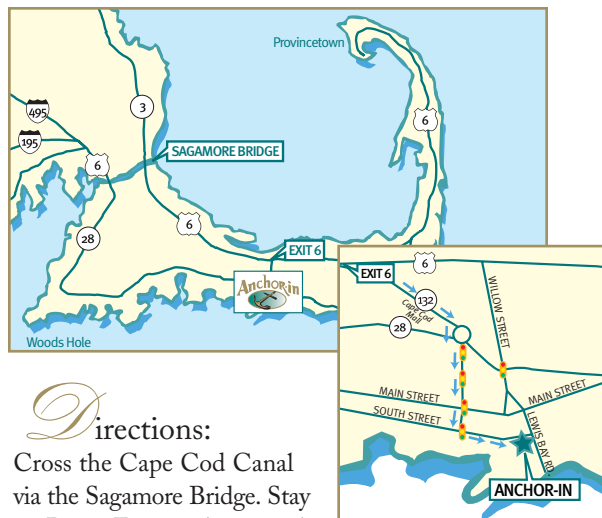 Provincetown
495
3
195
6
SAGAMORE BRIDGE
6
6
28
EXIT 6
Anchor-in
Woods Hole
6
EXIT 6
132
Cape Cod
Mall
28
WILLOW STREET
MAIN STREET
MAIN STREET
SOUTH STREET
LEWIS BAY RD.
ANCHOR-IN
Directions:
Cross the Cape Cod Canal
via the Sagamore Bridge. Stay